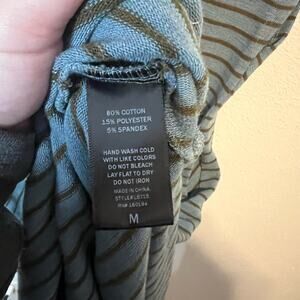 80% COTTON
15% POLYESTER
5% SPANDEX
HAND WASH COLD
WITH LIKE COLORS
DO NOT BLEACH
LAY FLAT TO DRY
DO NOT IRON
MADE IN CHINA
M